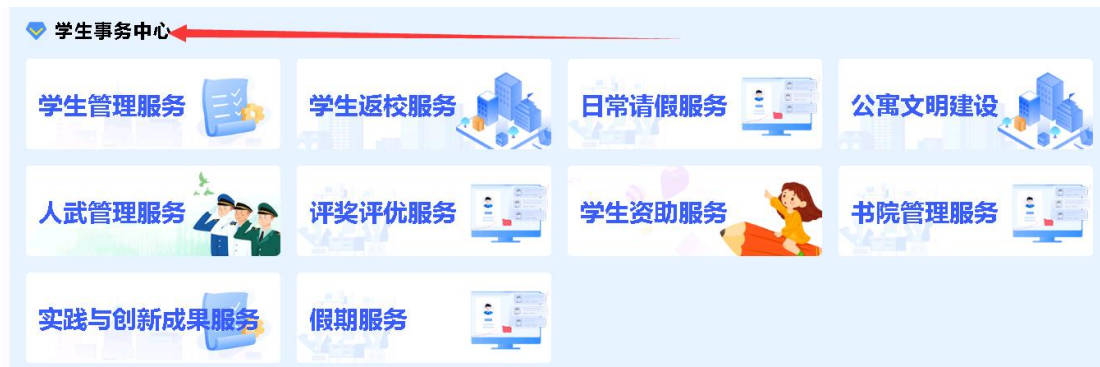 学生事务中心
学生管理服务
学生返校服务
日常请假服务
公寓文明建设
人武管理服务
评奖评优服务
学生资助服务
书院管理服务
实践与创新成果服务
假期服务